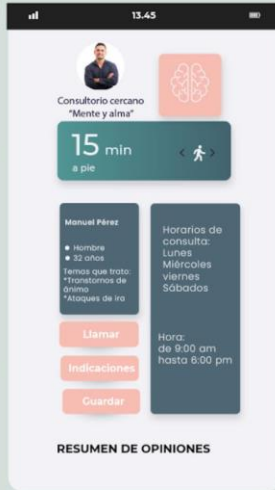 13.45
Consultorio cercano
“Mente y alma”
15 min
a pie
Manuel Pérez
● Hombre
● 32 años
Temas que trato:
*Transtornos de
ánimo
*Ataques de ira
Horarios de
consulta:
Lunes
Miércoles
viernes
Sábados
Hora:
de 9:00 am
hasta 6:00 pm
Llamar
Indicaciones
Guardar
RESUMEN DE OPINIONES